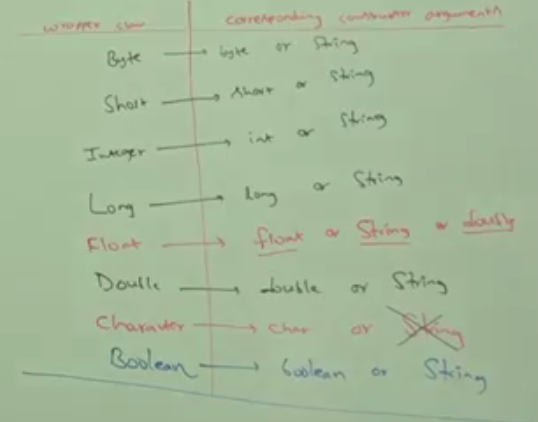 wrapper class corresponding constructor arguments
Byte → byte or String
Short → short or String
Integer → int or String
Long → long or String
Float → float or String or double
Double → double or String
Character → char or String
Boolean → boolean or String